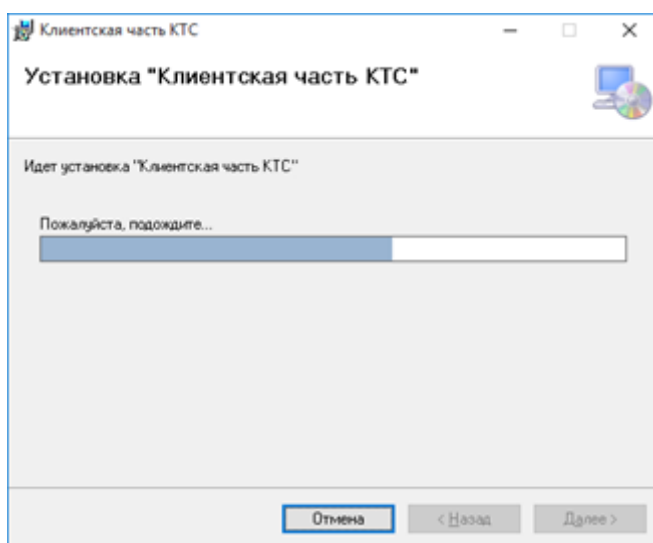 Клиентская часть КТС
Установка "Клиентская часть КТС"
Идет установка "Клиентская часть КТС"
Пожалуйста, подождите...
Отмена
< Назад
Далее >